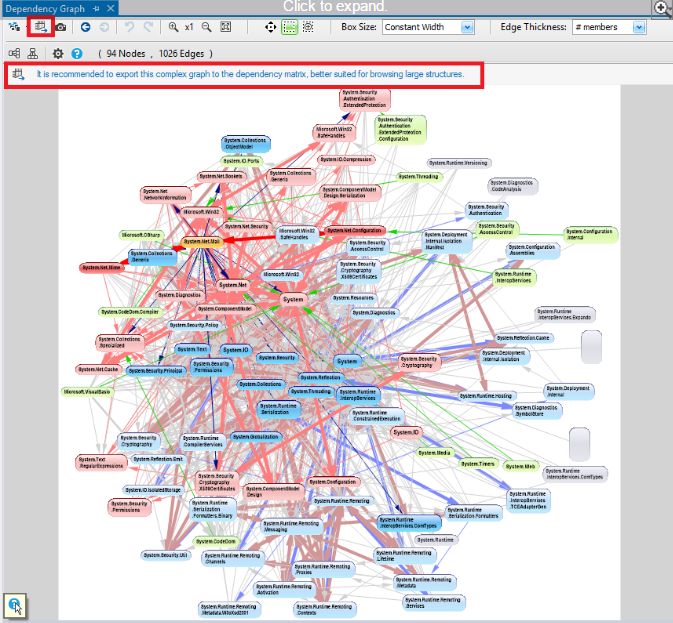 Dependency Graph
Click to expand.
x1
Box Size:
Constant Width
Edge Thickness:
# members
( 94 Nodes , 1026 Edges )
It is recommended to export this complex graph to the dependency matrix, better suited for browsing large structures.
System.Security
Authentication
.ExtendedProtection
Microsoft.Win32
.SafeHandles
System.Security
Authentication
.ExtendedProtection
.Configuration
System.Collections
.ObjectModel
System.IO.Ports
System.IO.Compression
System.Runtime.Versioning
System.Net.Sockets
System.Collections
.Generic
System.Threading
System.Diagnostics
CodeAnalysis
System.Net
NetworkInformation
System.ComponentModel
Design.Serialization
Microsoft.Win32
System.Security
Authentication
System.Net.Security
System.Net.Configuration
System.Security
AccessControl
System.Configuration
Internal
Microsoft.CSharp
System.Net.Mail
Microsoft.Win32
SafeHandles
System.Deployment
.Internal.Isolation
.Manifest
System.Security
AccessControl
System.Configuration
Assemblies
System.Collections
.Generic
System.Net.Mime
System.Security
.Cryptography
.X509Certificates
Microsoft.Win32
System.Runtime
InteropServices
System.Net
System.Diagnostics
System
System.Resources
System.CodeDom.Compiler
System.ComponentModel
System.Diagnostics
System.Runtime
InteropServices.Expando
System.Security.Policy
System.Collections
.Specialized
System.Reflection.Cache
System.Text
System.IO
System.Security
System
System.Security
.Cryptography
System.Deployment
.Internal.Isolation
System.Net.Cache
System.Security.Principal
System.Security
Permissions
System.Reflection
System.Collections
System.Threading
System.Runtime
InteropServices
Microsoft.VisualBasic
System.Runtime.Hosting
System.Deployment
.Internal
System.Runtime
Serialization
System.Diagnostics
.SymbolStore
System.Runtime
ConstrainedExecution
System.Security
.Cryptography
System.Runtime
.CompilerServices
System.Globalization
System.IO
System.Media
System.Text
.RegularExpressions
System.Reflection.Emit
System.Timers
System.Web
System.Security
.Cryptography
.X509Certificates
System.Configuration
System.Runtime
InteropServices.ComTypes
System.IO.IsolatedStorage
System.ComponentModel
Design
System.Security
Permissions
System.Runtime
.Serialization
.Formatters.Binary
System.Runtime.Remoting
System.Runtime
InteropServices
.TCEAdapterGen
System.Runtime
.Serialization.Formatters
System.Runtime.Remoting
.Messaging
System.Runtime
InteropServices.ComTypes
System.CodeDom
System.Runtime
System.Security.Util
System.Runtime.Remoting
.Channels
System.Runtime.Remoting
.Lifetime
System.Runtime.Remoting
.Proxies
System.Runtime.Remoting
.Metadata
System.Runtime.Remoting
.Activation
System.Runtime.Remoting
.Metadata.W3cXsd2001
System.Runtime.Remoting
.Contexts
System.Runtime.Remoting
.Services